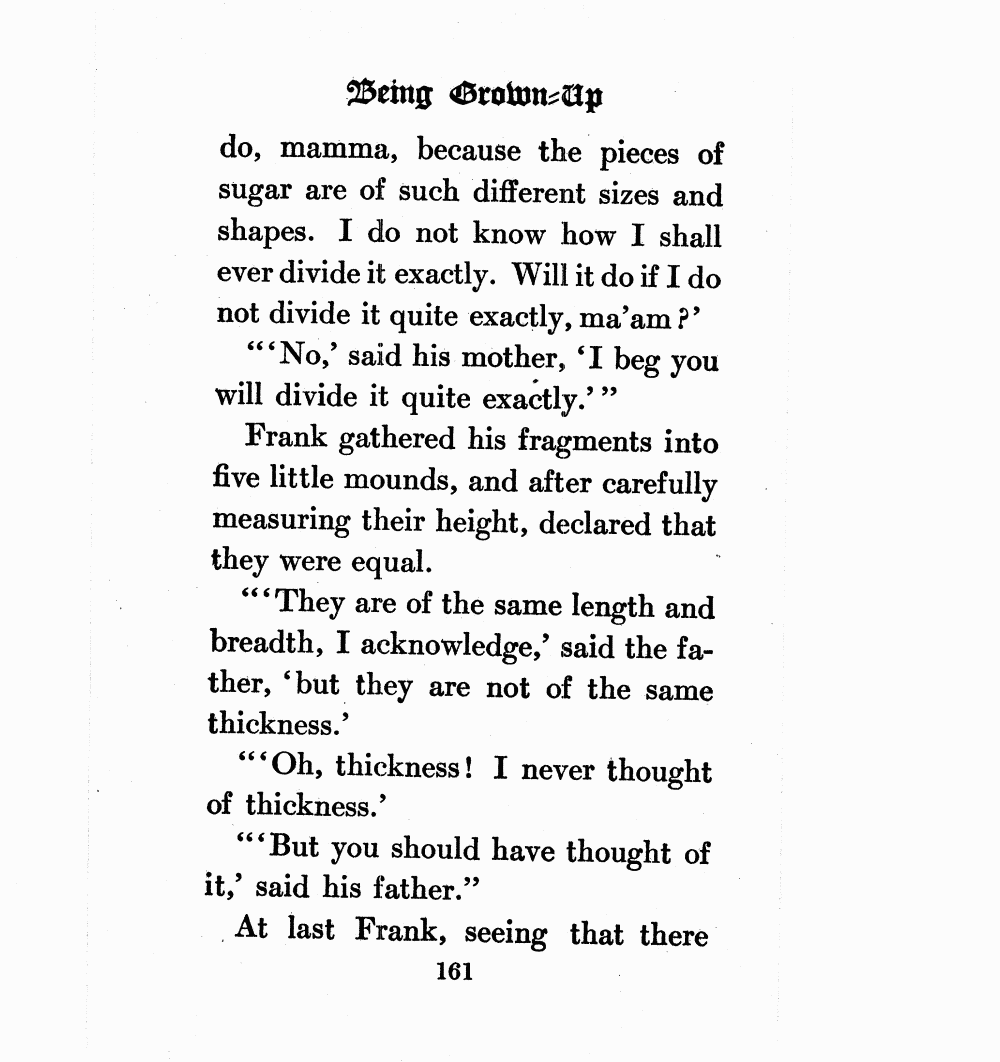 Being Grown-Up
do, mamma, because the pieces of
sugar are of such different sizes and
shapes. I do not know how I shall
ever divide it exactly. Will it do if I do
not divide it quite exactly, ma’am?’
“‘No,’ said his mother, ‘I beg you
will divide it quite exactly.’”
Frank gathered his fragments into
five little mounds, and after carefully
measuring their height, declared that
they were equal.
“‘They are of the same length and
breadth, I acknowledge,’ said the fa-
ther, ‘but they are not of the same
thickness.’
“‘Oh, thickness! I never thought
of thickness.’
“‘But you should have thought of
it,’ said his father.”
At last Frank, seeing that there
161